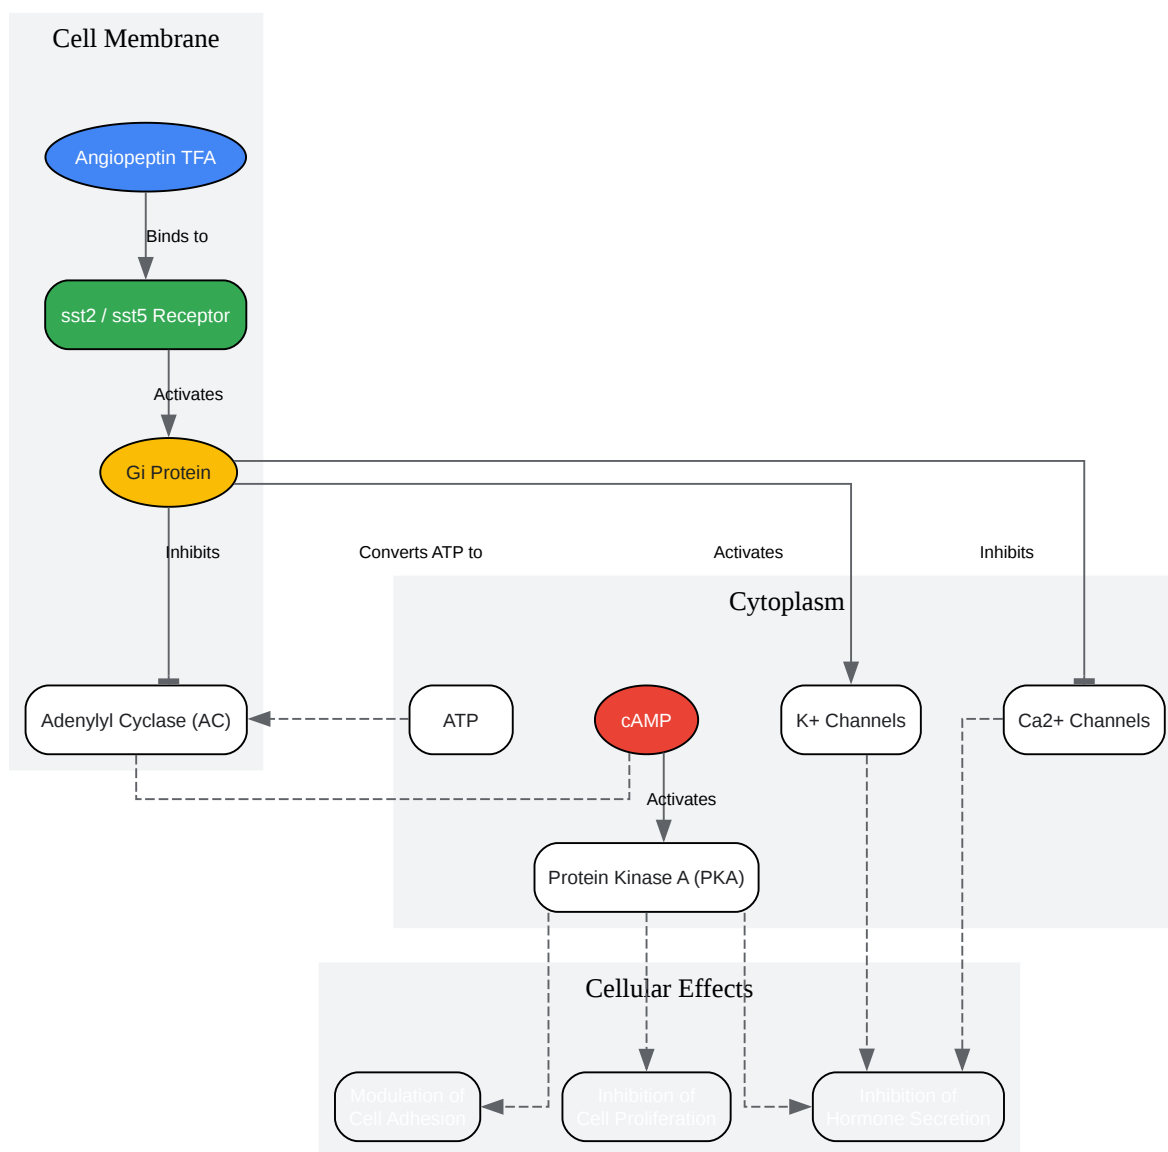 Cell Membrane
Angiopeptin TFA
Binds to
sst2 / sst5 Receptor
Activates
Gi Protein
Inhibits
Converts ATP to
Activates
Inhibits
Cytoplasm
Adenylyl Cyclase (AC)
ATP
cAMP
K+ Channels
Ca2+ Channels
Activates
Protein Kinase A (PKA)
Cellular Effects
Modulation of
Cell Adhesion
Inhibition of
Cell Proliferation
Inhibition of
Hormone Secretion